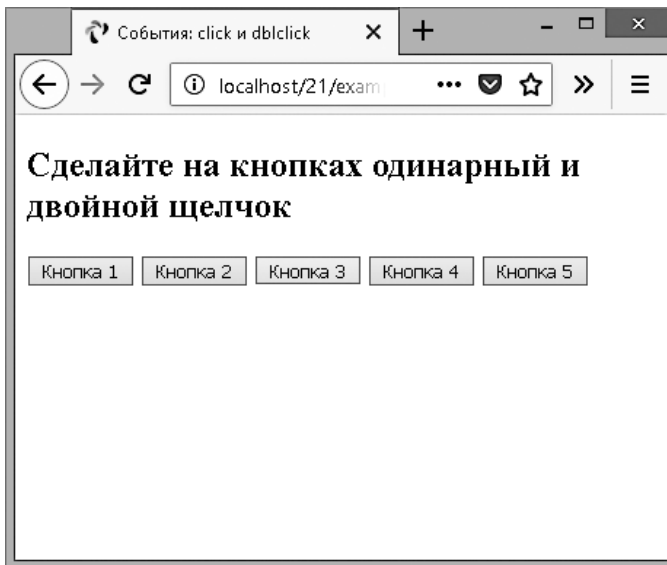 События: click и dblclick
localhost/21/exam
Сделайте на кнопках одинарный и
двойной щелчок
Кнопка 1 Кнопка 2 Кнопка 3 Кнопка 4 Кнопка 5